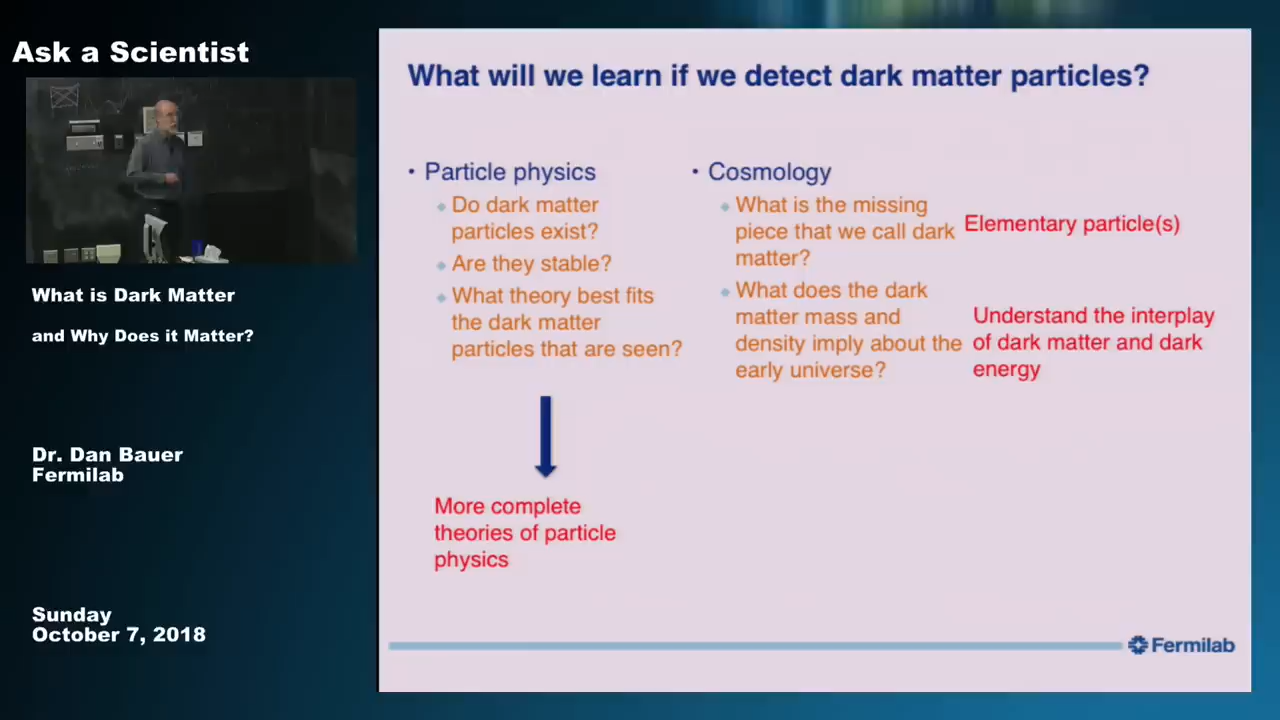 Ask a Scientist
What is Dark Matter
and Why Does it Matter?
Dr. Dan Bauer
Fermilab
Sunday
October 7, 2018
What will we learn if we detect dark matter particles?
• Particle physics
Do dark matter
particles exist?
Are they stable?
What theory best fits
the dark matter
particles that are seen?
More complete
theories of particle
physics
• Cosmology
What is the missing
piece that we call dark
matter?
Elementary particle(s)
What does the dark
matter mass and
density imply about the
early universe?
Understand the interplay
of dark matter and dark
energy
Fermilab